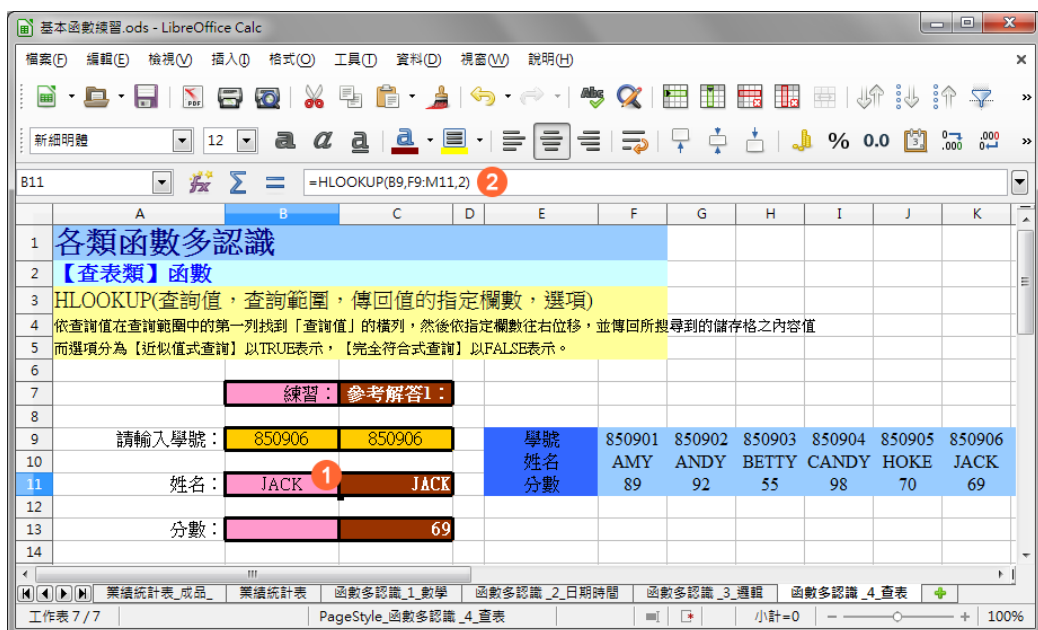 基本函數練習.ods - LibreOffice Calc
檔案(F) 編輯(E) 檢視(V) 插入(I) 格式(O) 工具(T) 資料(D) 視窗(W) 說明(H)
新細明體 12
B11 =HLOOKUP(B9,F9:M11,2) 2
A B C D E F G H I J K
1 各類函數多認識
2 【查表類】函數
3 HLOOKUP(查詢值，查詢範圍，傳回值的指定欄數，選項)
4 依查詢值在查詢範圍中的第一列找到「查詢值」的橫列，然後依指定欄數往右位移，並傳回所搜尋到的儲存格之內容值
5 而選項分為【近似值式查詢】以TRUE表示，【完全符合式查詢】以FALSE表示。
6
7 練習： 參考解答1：
8
9 請輸入學號： 850906 850906 學號 850901 850902 850903 850904 850905 850906
10 姓名 AMY ANDY BETTY CANDY HOKE JACK
11 姓名： JACK 1 JACK 分數 89 92 55 98 70 69
12
13 分數： 69
14
業績統計表_成品_ 業績統計表 函數多認識_1_數學 函數多認識 _2_日期時間 函數多認識 _3_邏輯 函數多認識 _4_查表
工作表 7 / 7 PageStyle_函數多認識 _4_查表 小計=0 100%